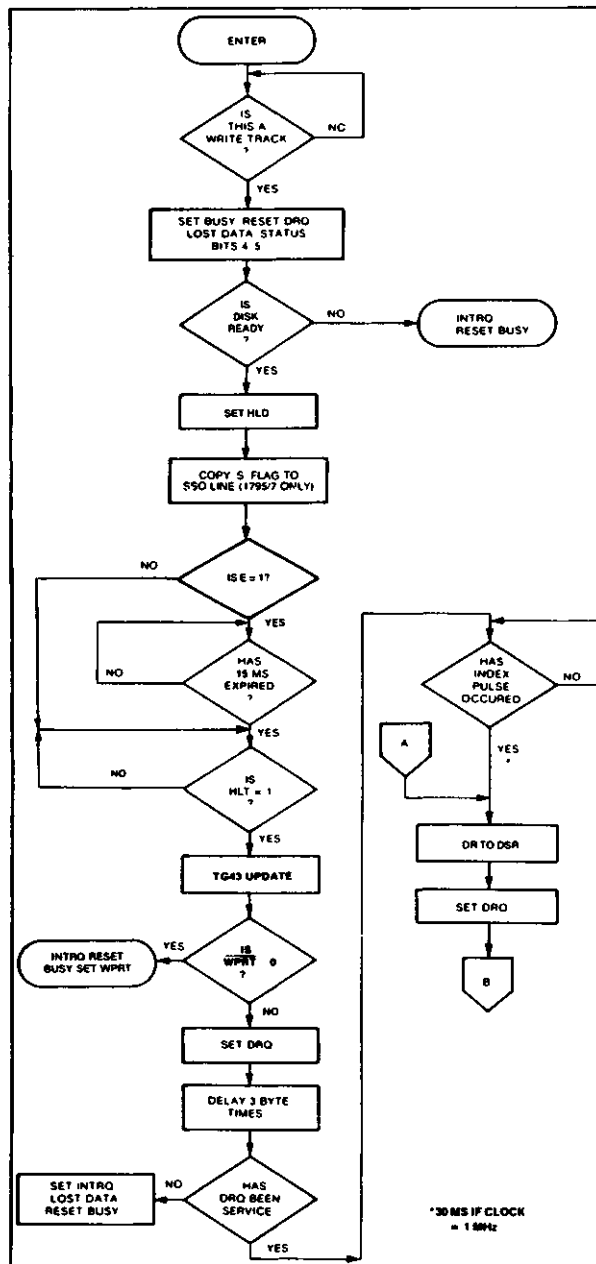 ENTER
IS
THIS A
WRITE TRACK
?
NC
YES
SET BUSY RESET DRQ
LOST DATA STATUS
BITS 4 5
IS
DISK
READY
?
NO
INTRQ
RESET BUSY
YES
SET HLD
COPY S FLAG TO
SSO LINE (1795/7 ONLY)
NO
IS E = 1?
YES
HAS
15 MS
EXPIRED
?
NO
YES
IS
HLT = 1
?
NO
YES
TG43 UPDATE
IS
WPRT 0
?
YES
INTRQ RESET
BUSY SET WPRT
NO
SET DRQ
DELAY 3 BYTE
TIMES
HAS
DRQ BEEN
SERVICE
NO
SET INTRQ
LOST DATA
RESET BUSY
YES
HAS
INDEX
PULSE
OCCURED
NO
YES
*
A
DR TO DSR
SET DRQ
B
*30 MS IF CLOCK
= 1 MHz